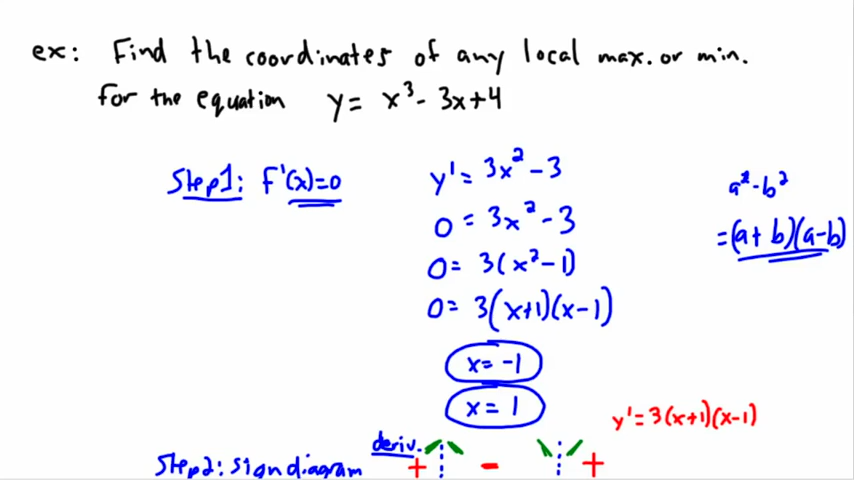 ex: Find the coordinates of any local max. or min.
for the equation y = x³ - 3x + 4
Step 1: f'(x) = 0
y' = 3x² - 3
0 = 3x² - 3
0 = 3(x² - 1)
0 = 3(x+1)(x-1)
x = -1
x = 1
a² - b²
= (a+b)(a-b)
y' = 3(x+1)(x-1)
Step 2: sign diagram
deriv.
+ - +